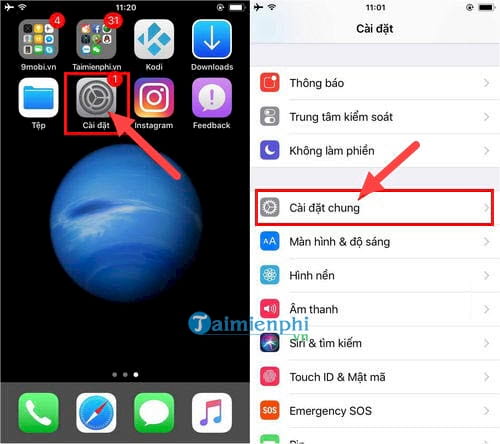 11:20
4
31
9mobi.vn
Taimienphi.vn
Kodi
Downloads
1
Tệp
Cài đặt
Instagram
Feedback
11:01
Cài đặt
Thông báo
Trung tâm kiểm soát
Không làm phiền
Cài đặt chung
AA
Màn hình & độ sáng
Hình nền
Âm thanh
Taimienphi
.vn
Siri & tìm kiếm
Touch ID & Mật mã
SOS
Emergency SOS
Pin